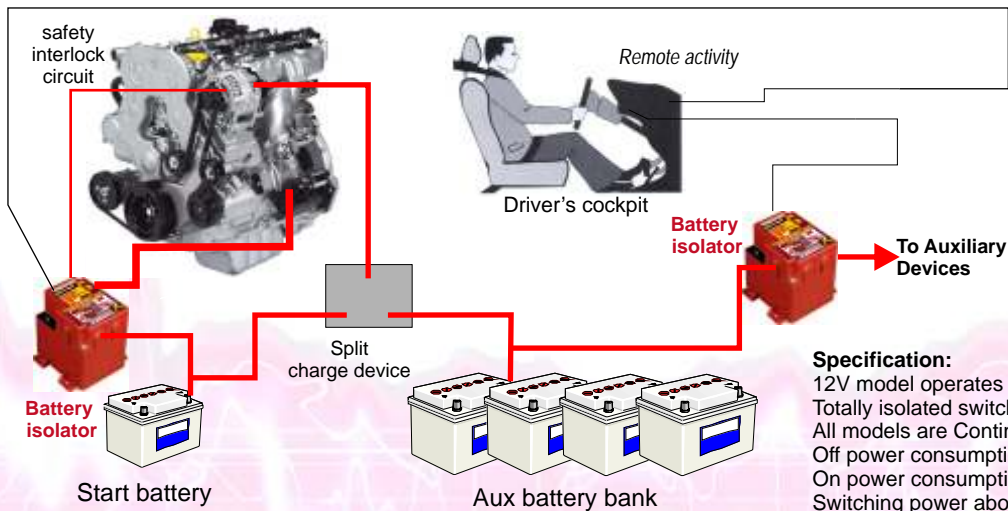 safety
interlock
circuit
Remote activity
Driver's cockpit
Battery
isolator
To Auxiliary
Devices
Split
charge device
Battery
isolator
Start battery
Aux battery bank
Specification:
12V model operates
Totally isolated switch
All models are Contin
Off power consumpti
On power consumpti
Switching power abo